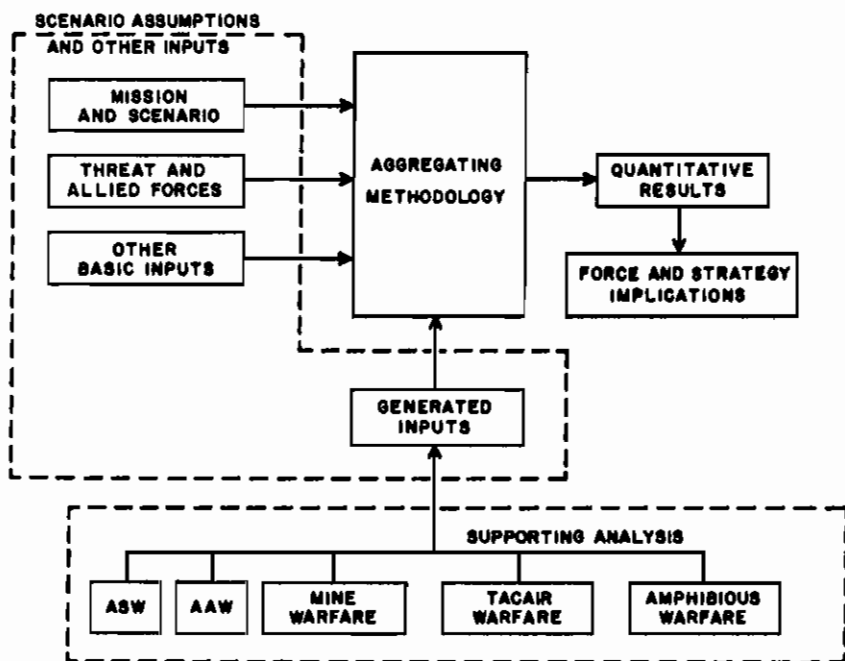 SCENARIO ASSUMPTIONS
AND OTHER INPUTS
MISSION
AND SCENARIO
THREAT AND
ALLIED FORCES
OTHER
BASIC INPUTS
AGGREGATING
METHODOLOGY
QUANTITATIVE
RESULTS
FORCE AND STRATEGY
IMPLICATIONS
GENERATED
INPUTS
SUPPORTING ANALYSIS
ASW
AAW
MINE
WARFARE
TACAIR
WARFARE
AMPHIBIOUS
WARFARE